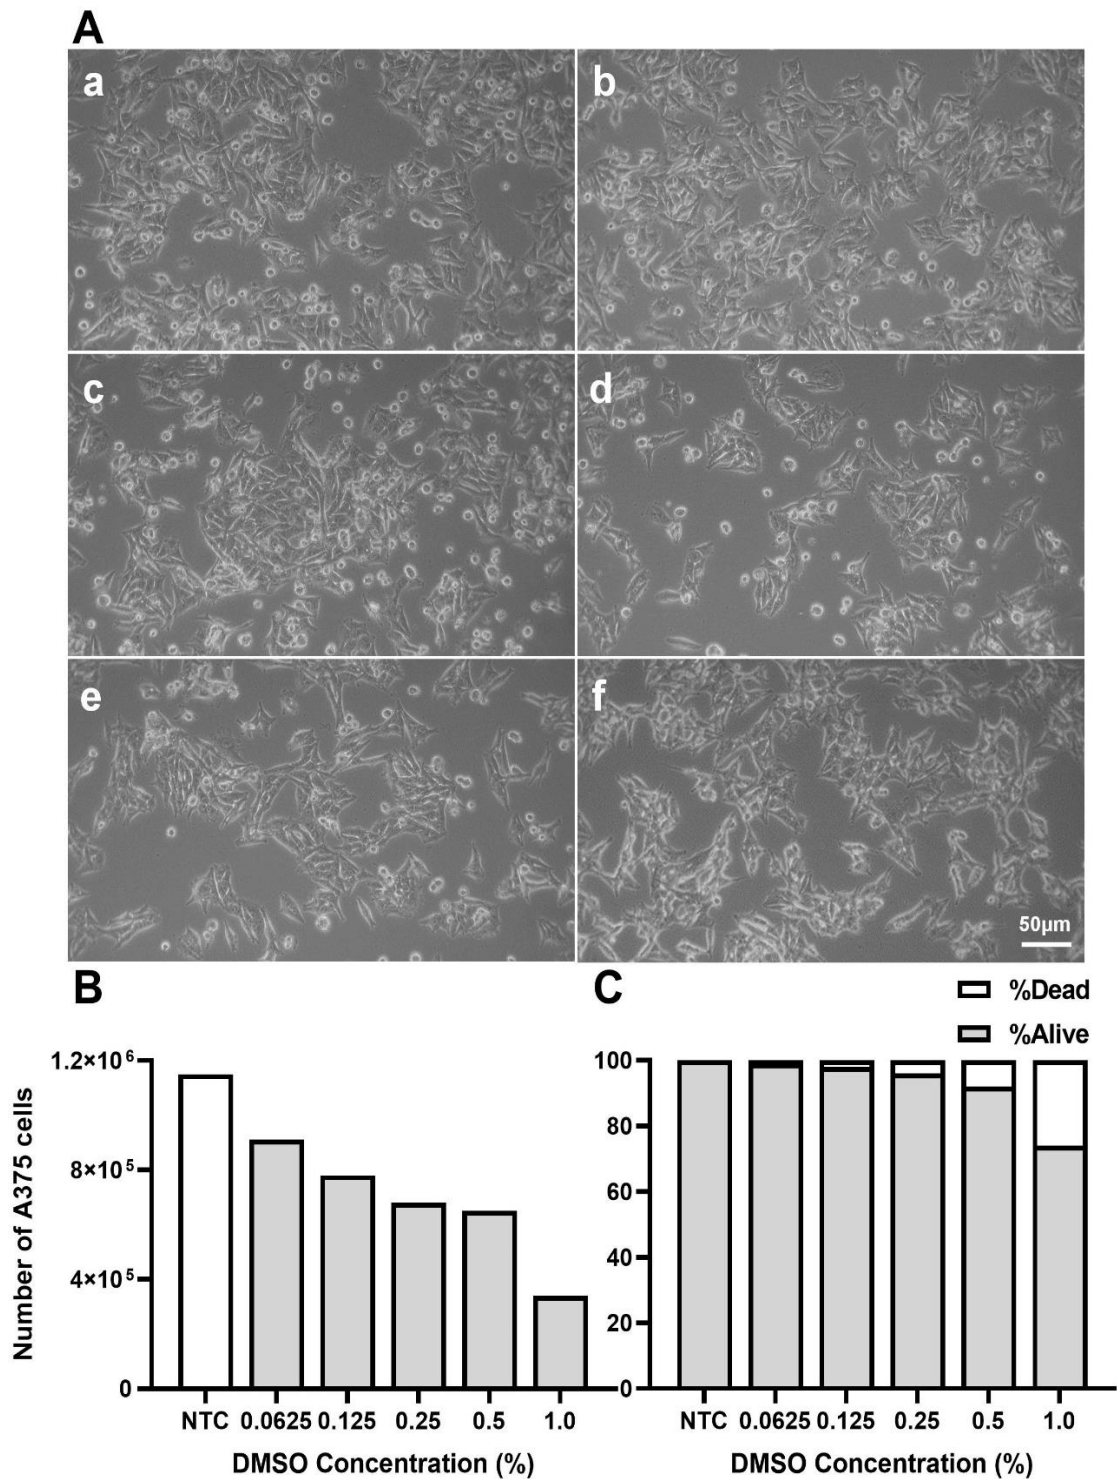 A
a
b
c
d
e
f
50µm
B
C
%Dead
%Alive
Number of A375 cells
1.2×10⁶
8×10⁵
4×10⁵
0
NTC 0.0625 0.125 0.25 0.5 1.0
DMSO Concentration (%)
100
80
60
40
20
0
NTC 0.0625 0.125 0.25 0.5 1.0
DMSO Concentration (%)